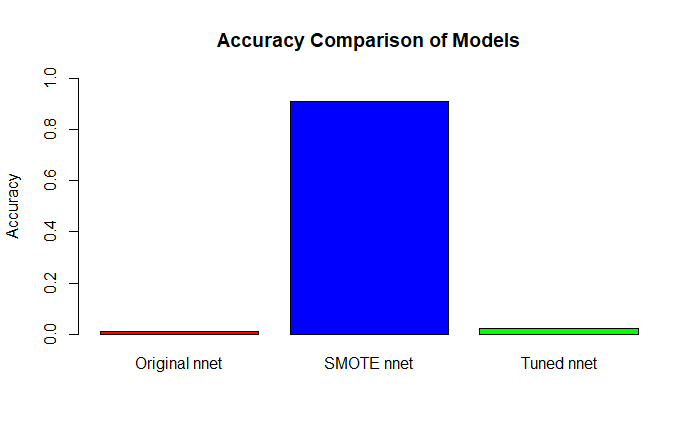 Accuracy Comparison of Models
Accuracy
1.0
0.8
0.6
0.4
0.2
0.0
Original nnet
SMOTE nnet
Tuned nnet